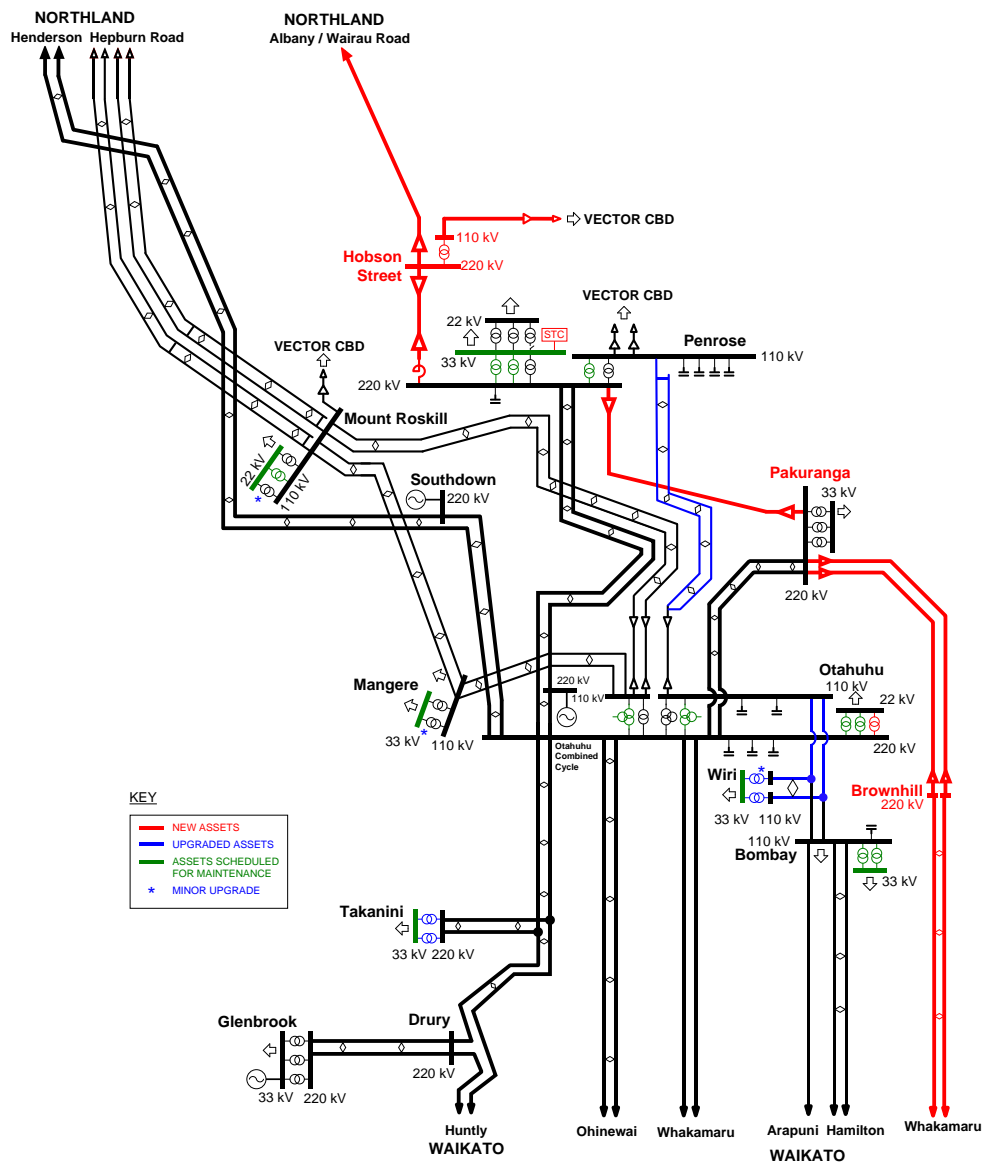 NORTHLAND
Henderson Hepburn Road
NORTHLAND
Albany / Wairau Road
VECTOR CBD
110 kV
Hobson
Street
220 kV
VECTOR CBD
22 kV
STC
33 kV
Penrose
110 kV
220 kV
VECTOR CBD
Mount Roskill
22 kV
*
110 kV
Southdown
220 kV
Pakuranga
33 kV
220 kV
Mangere
33 kV
*
110 kV
220 kV
110 kV
Otahuhu
Combined
Cycle
Otahuhu
110 kV
22 kV
220 kV
Wiri
*
33 kV
110 kV
Brownhill
220 kV
110 kV
Bombay
33 kV
KEY
NEW ASSETS
UPGRADED ASSETS
ASSETS SCHEDULED
FOR MAINTENANCE
* MINOR UPGRADE
Takanini
33 kV
220 kV
Glenbrook
33 kV
220 kV
Drury
220 kV
Huntly
WAIKATO
Ohinewai
Whakamaru
Arapuni
Hamilton
WAIKATO
Whakamaru